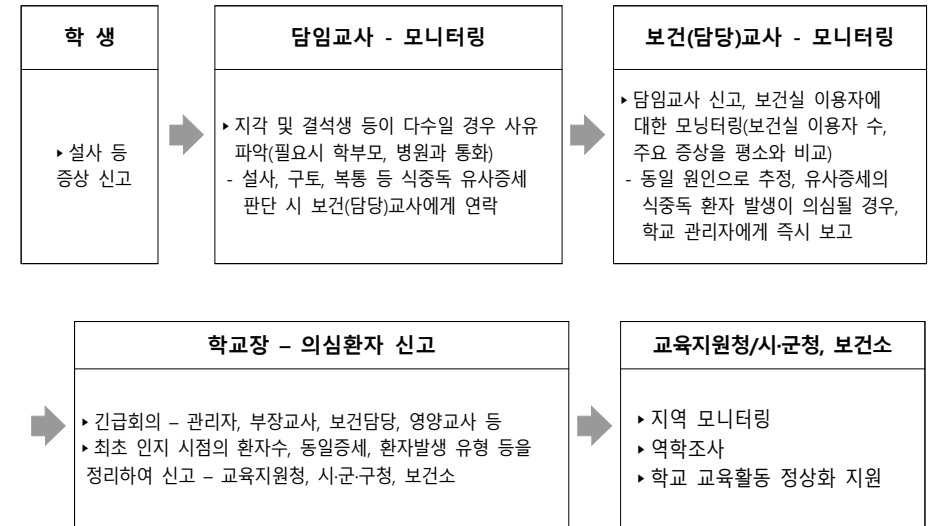 학 생
▸설사 등
증상 신고
담임교사 - 모니터링
▸지각 및 결석생 등이 다수일 경우 사유
파악(필요시 학부모, 병원과 통화)
- 설사, 구토, 복통 등 식중독 유사증세
판단 시 보건(담당)교사에게 연락
보건(담당)교사 - 모니터링
▸담임교사 신고, 보건실 이용자에
대한 모닝터링(보건실 이용자 수,
주요 증상을 평소와 비교)
- 동일 원인으로 추정, 유사증세의
식중독 환자 발생이 의심될 경우,
학교 관리자에게 즉시 보고
학교장 – 의심환자 신고
▸긴급회의 – 관리자, 부장교사, 보건담당, 영양교사 등
▸최초 인지 시점의 환자수, 동일증세, 환자발생 유형 등을
정리하여 신고 – 교육지원청, 시·군·구청, 보건소
교육지원청/시·군청, 보건소
▸지역 모니터링
▸역학조사
▸학교 교육활동 정상화 지원